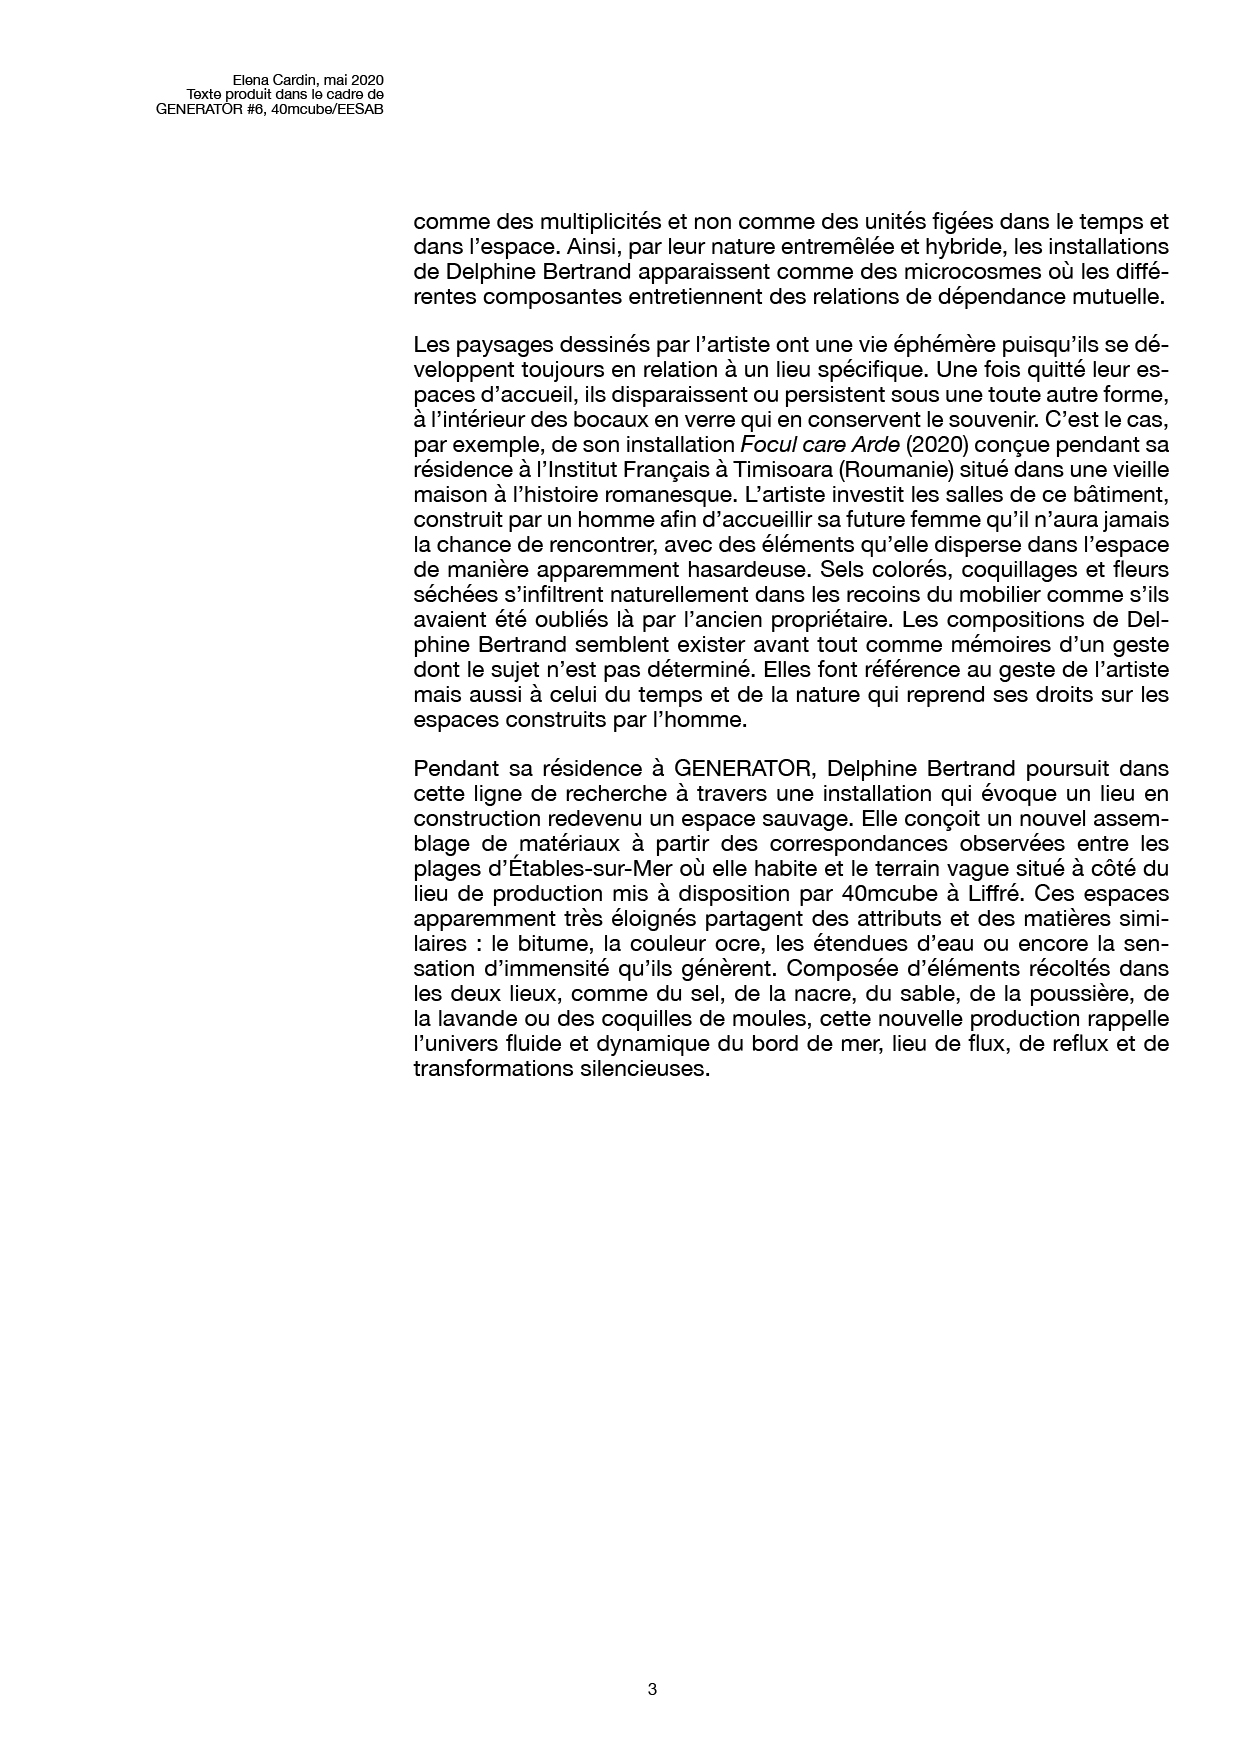 Elena Cardin, mai 2020
Texte produit dans le cadre de
GENERATOR #6, 40mcube/EESAB
comme des multiplicités et non comme des unités figées dans le temps et
dans l’espace. Ainsi, par leur nature entremêlée et hybride, les installations
de Delphine Bertrand apparaissent comme des microcosmes où les diffé-
rentes composantes entretiennent des relations de dépendance mutuelle.
Les paysages dessinés par l’artiste ont une vie éphémère puisqu’ils se dé-
veloppent toujours en relation à un lieu spécifique. Une fois quitté leur es-
paces d’accueil, ils disparaissent ou persistent sous une toute autre forme,
à l’intérieur des bocaux en verre qui en conservent le souvenir. C’est le cas,
par exemple, de son installation Focul care Arde (2020) conçue pendant sa
résidence à l’Institut Français à Timisoara (Roumanie) situé dans une vieille
maison à l’histoire romanesque. L’artiste investit les salles de ce bâtiment,
construit par un homme afin d’accueillir sa future femme qu’il n’aura jamais
la chance de rencontrer, avec des éléments qu’elle disperse dans l’espace
de manière apparemment hasardeuse. Sels colorés, coquillages et fleurs
séchées s’infiltrent naturellement dans les recoins du mobilier comme s’ils
avaient été oubliés là par l’ancien propriétaire. Les compositions de Del-
phine Bertrand semblent exister avant tout comme mémoires d’un geste
dont le sujet n’est pas déterminé. Elles font référence au geste de l’artiste
mais aussi à celui du temps et de la nature qui reprend ses droits sur les
espaces construits par l’homme.
Pendant sa résidence à GENERATOR, Delphine Bertrand poursuit dans
cette ligne de recherche à travers une installation qui évoque un lieu en
construction redevenu un espace sauvage. Elle conçoit un nouvel assem-
blage de matériaux à partir des correspondances observées entre les
plages d’Étables-sur-Mer où elle habite et le terrain vague situé à côté du
lieu de production mis à disposition par 40mcube à Liffré. Ces espaces
apparemment très éloignés partagent des attributs et des matières simi-
laires : le bitume, la couleur ocre, les étendues d’eau ou encore la sen-
sation d’immensité qu’ils génèrent. Composée d’éléments récoltés dans
les deux lieux, comme du sel, de la nacre, du sable, de la poussière, de
la lavande ou des coquilles de moules, cette nouvelle production rappelle
l’univers fluide et dynamique du bord de mer, lieu de flux, de reflux et de
transformations silencieuses.
3